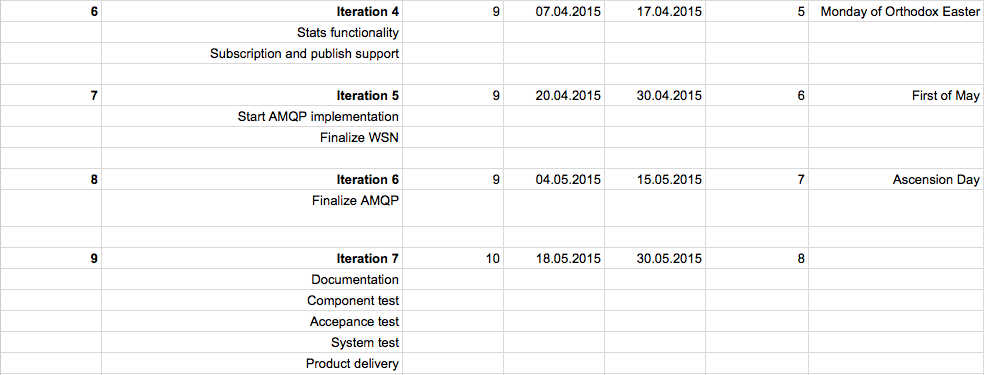 6 Iteration 4 9 07.04.2015 17.04.2015 5 Monday of Orthodox Easter
Stats functionality
Subscription and publish support
7 Iteration 5 9 20.04.2015 30.04.2015 6 First of May
Start AMQP implementation
Finalize WSN
8 Iteration 6 9 04.05.2015 15.05.2015 7 Ascension Day
Finalize AMQP
9 Iteration 7 10 18.05.2015 30.05.2015 8
Documentation
Component test
Accepance test
System test
Product delivery